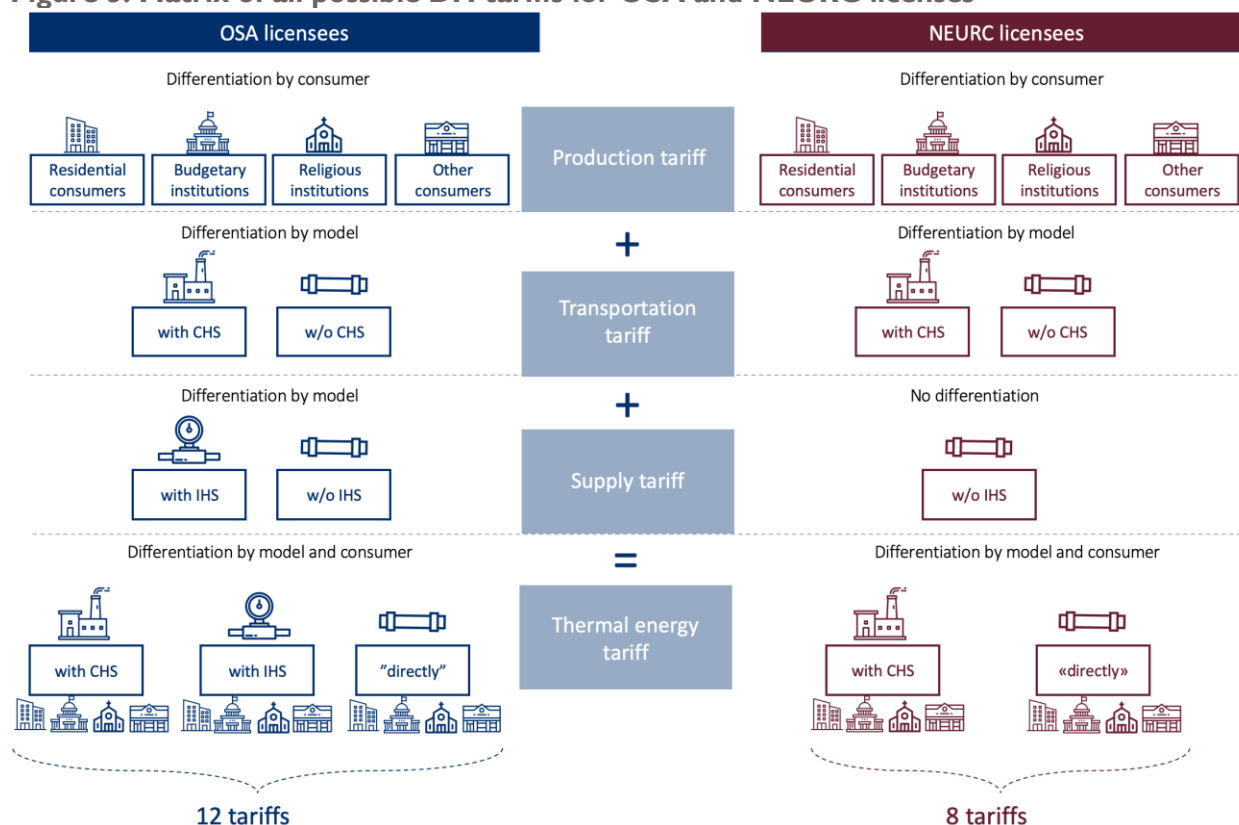 OSA licensees
NEURC licensees
Differentiation by consumer
Differentiation by consumer
Residential
consumers
Budgetary
institutions
Religious
institutions
Other
consumers
Production tariff
Residential
consumers
Budgetary
institutions
Religious
institutions
Other
consumers
Differentiation by model
+
Differentiation by model
with CHS
w/o CHS
Transportation
tariff
with CHS
w/o CHS
Differentiation by model
+
No differentiation
with IHS
w/o IHS
Supply tariff
w/o IHS
Differentiation by model and consumer
=
Differentiation by model and consumer
with CHS
with IHS
”directly”
Thermal energy
tariff
with CHS
«directly»
12 tariffs
8 tariffs